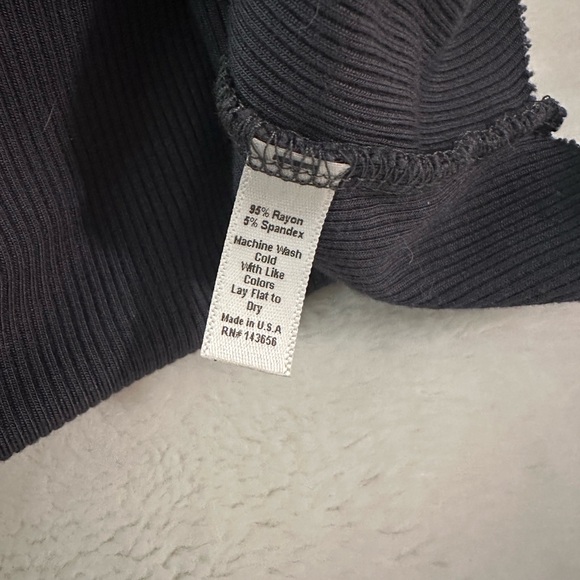 95% Rayon
5% Spandex
Machine Wash
Cold
With Like
Colors
Lay Flat to
Dry
Made in U.S.A
RN# 143656